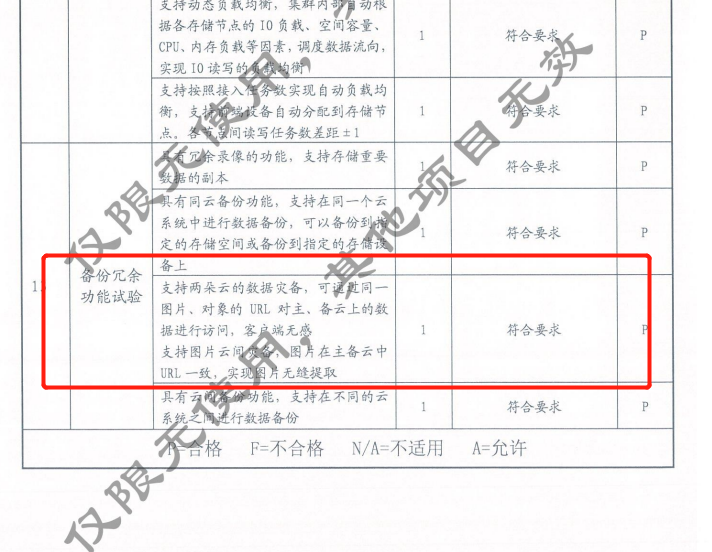 支持动态负载均衡，集群内部自动根
据各存储节点的 IO 负载、空间容量、
CPU、内存负载等因素，调度数据流向，
实现 IO 读写的负载均衡
1
符合要求
P
支持按照接入任务数实现自动负载均
衡，支持前端设备自动分配到存储节
点。各节点间读写任务数差距±1
1
符合要求
P
备份冗余
功能试验
具有冗余录像的功能，支持存储重要
数据的副本
1
符合要求
P
具有同云备份功能，支持在同一个云
系统中进行数据备份，可以备份到指
定的存储空间或备份到指定的存储设
备上
1
符合要求
P
支持两朵云的数据灾备，可通过同一
图片、对象的 URL 对主、备云上的数
据进行访问，客户端无感
支持图片云间灾备，图片在主备云中
URL 一致，实现图片无缝提取
1
符合要求
P
具有云间备份功能，支持在不同的云
系统之间进行数据备份
1
符合要求
P
P=合格 F=不合格 N/A=不适用 A=允许
仅限天使用，其他项目无效
仅限天使用，